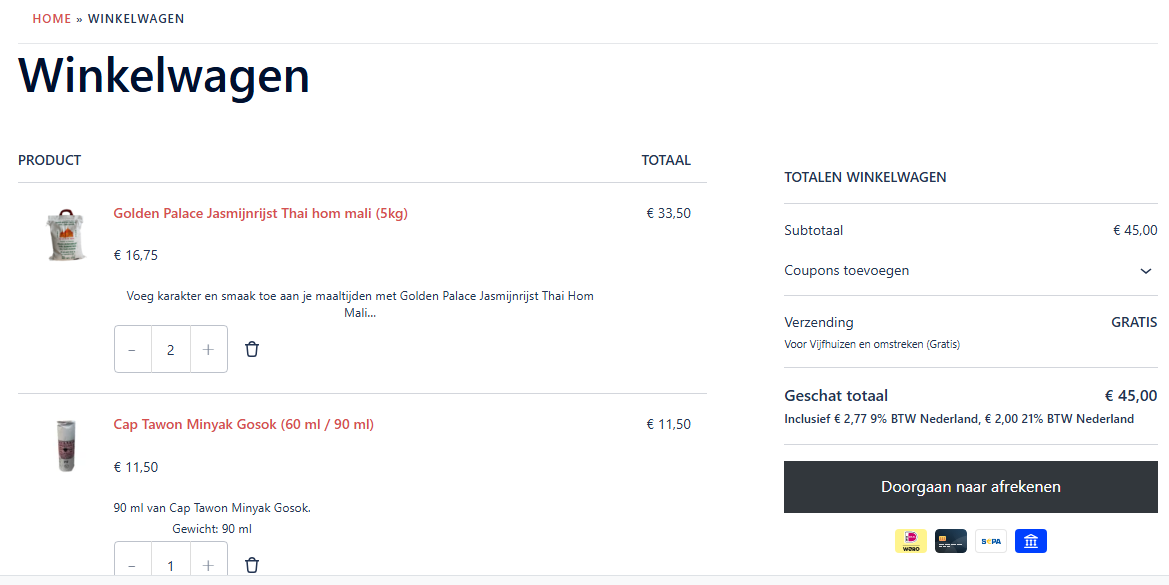 HOME » WINKELWAGEN
Winkelwagen
PRODUCT TOTAAL
Golden Palace Jasmijnrijst Thai hom mali (5kg) € 33,50
€ 16,75
Voeg karakter en smaak toe aan je maaltijden met Golden Palace Jasmijnrijst Thai Hom
Mali...
- 2 +
Cap Tawon Minyak Gosok (60 ml / 90 ml) € 11,50
€ 11,50
90 ml van Cap Tawon Minyak Gosok.
Gewicht: 90 ml
- 1 +
TOTALEN WINKELWAGEN
Subtotaal € 45,00
Coupons toevoegen
Verzending GRATIS
Voor Vijfhuizen en omstreken (Gratis)
Geschat totaal € 45,00
Inclusief € 2,77 9% BTW Nederland, € 2,00 21% BTW Nederland
Doorgaan naar afrekenen
wero SEPA